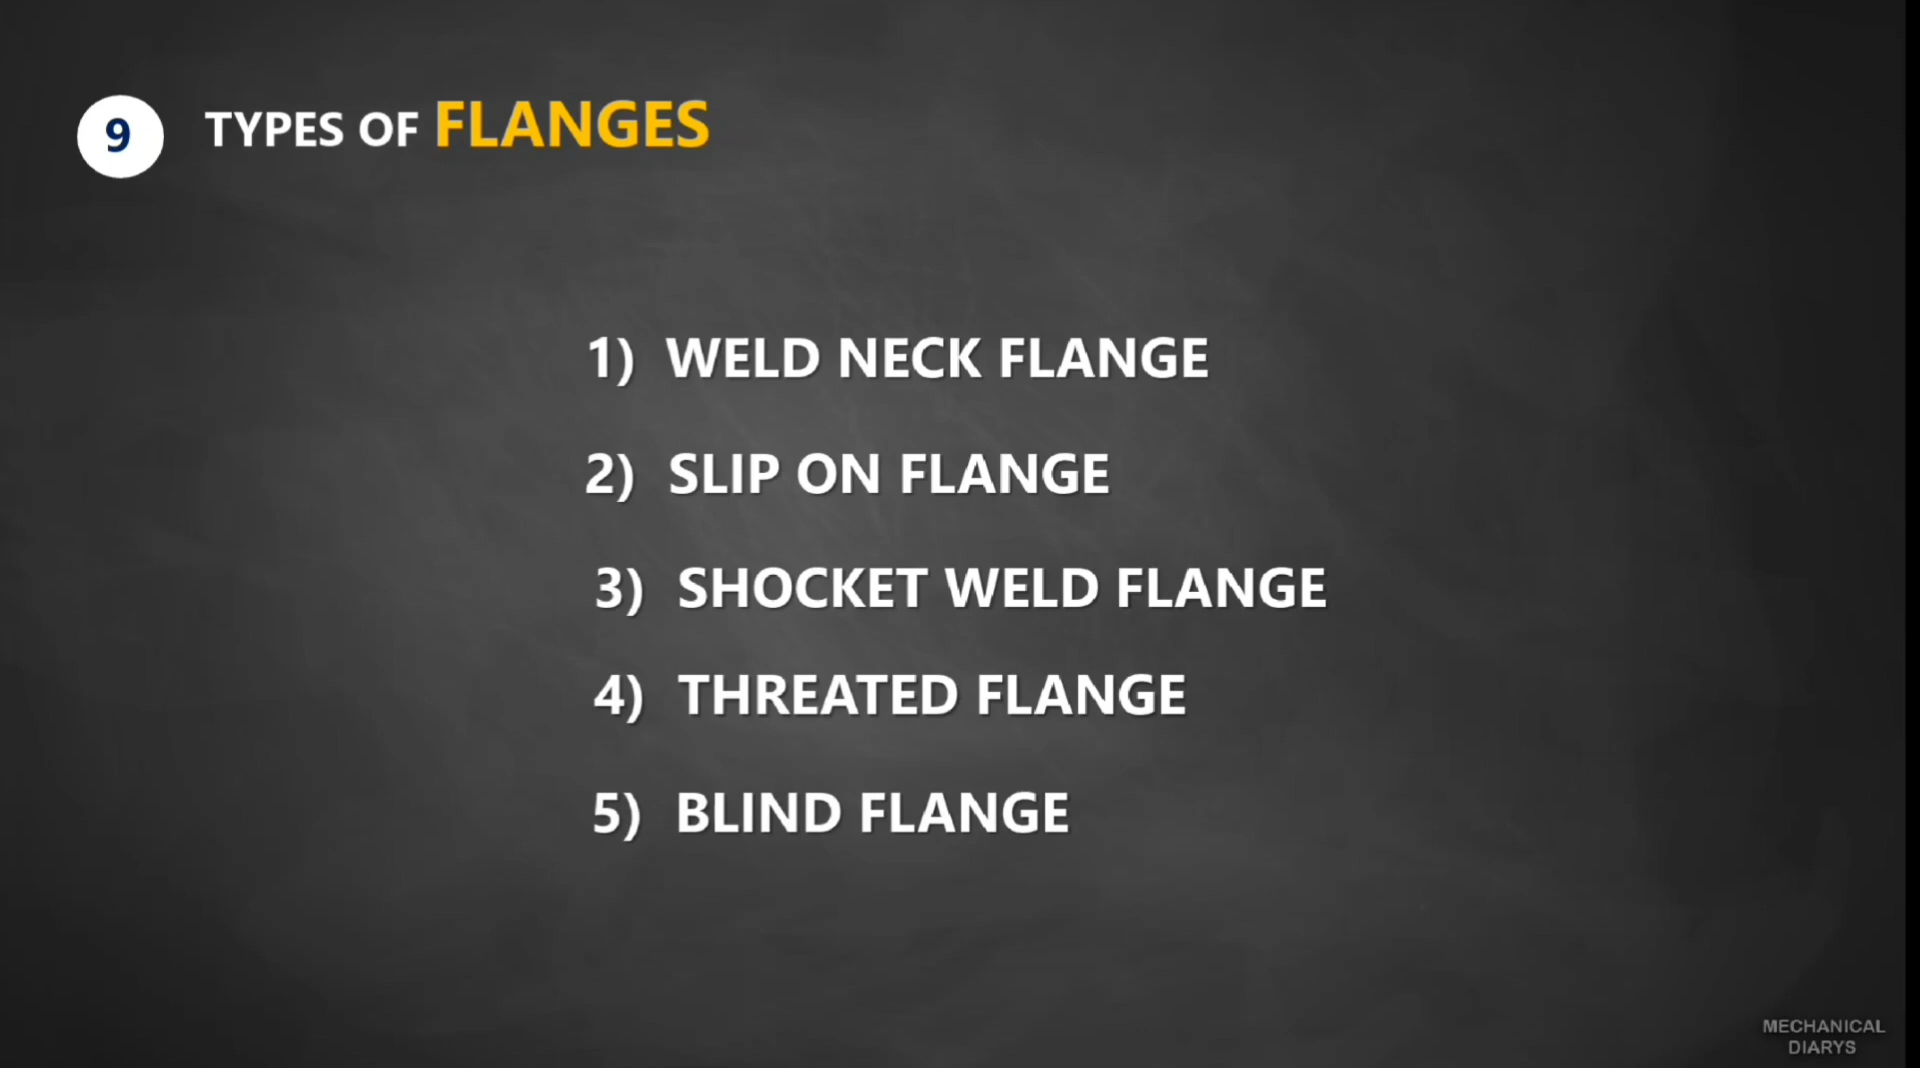 9 TYPES OF FLANGES
1) WELD NECK FLANGE
2) SLIP ON FLANGE
3) SHOCKET WELD FLANGE
4) THREATED FLANGE
5) BLIND FLANGE
MECHANICAL
DIARYS